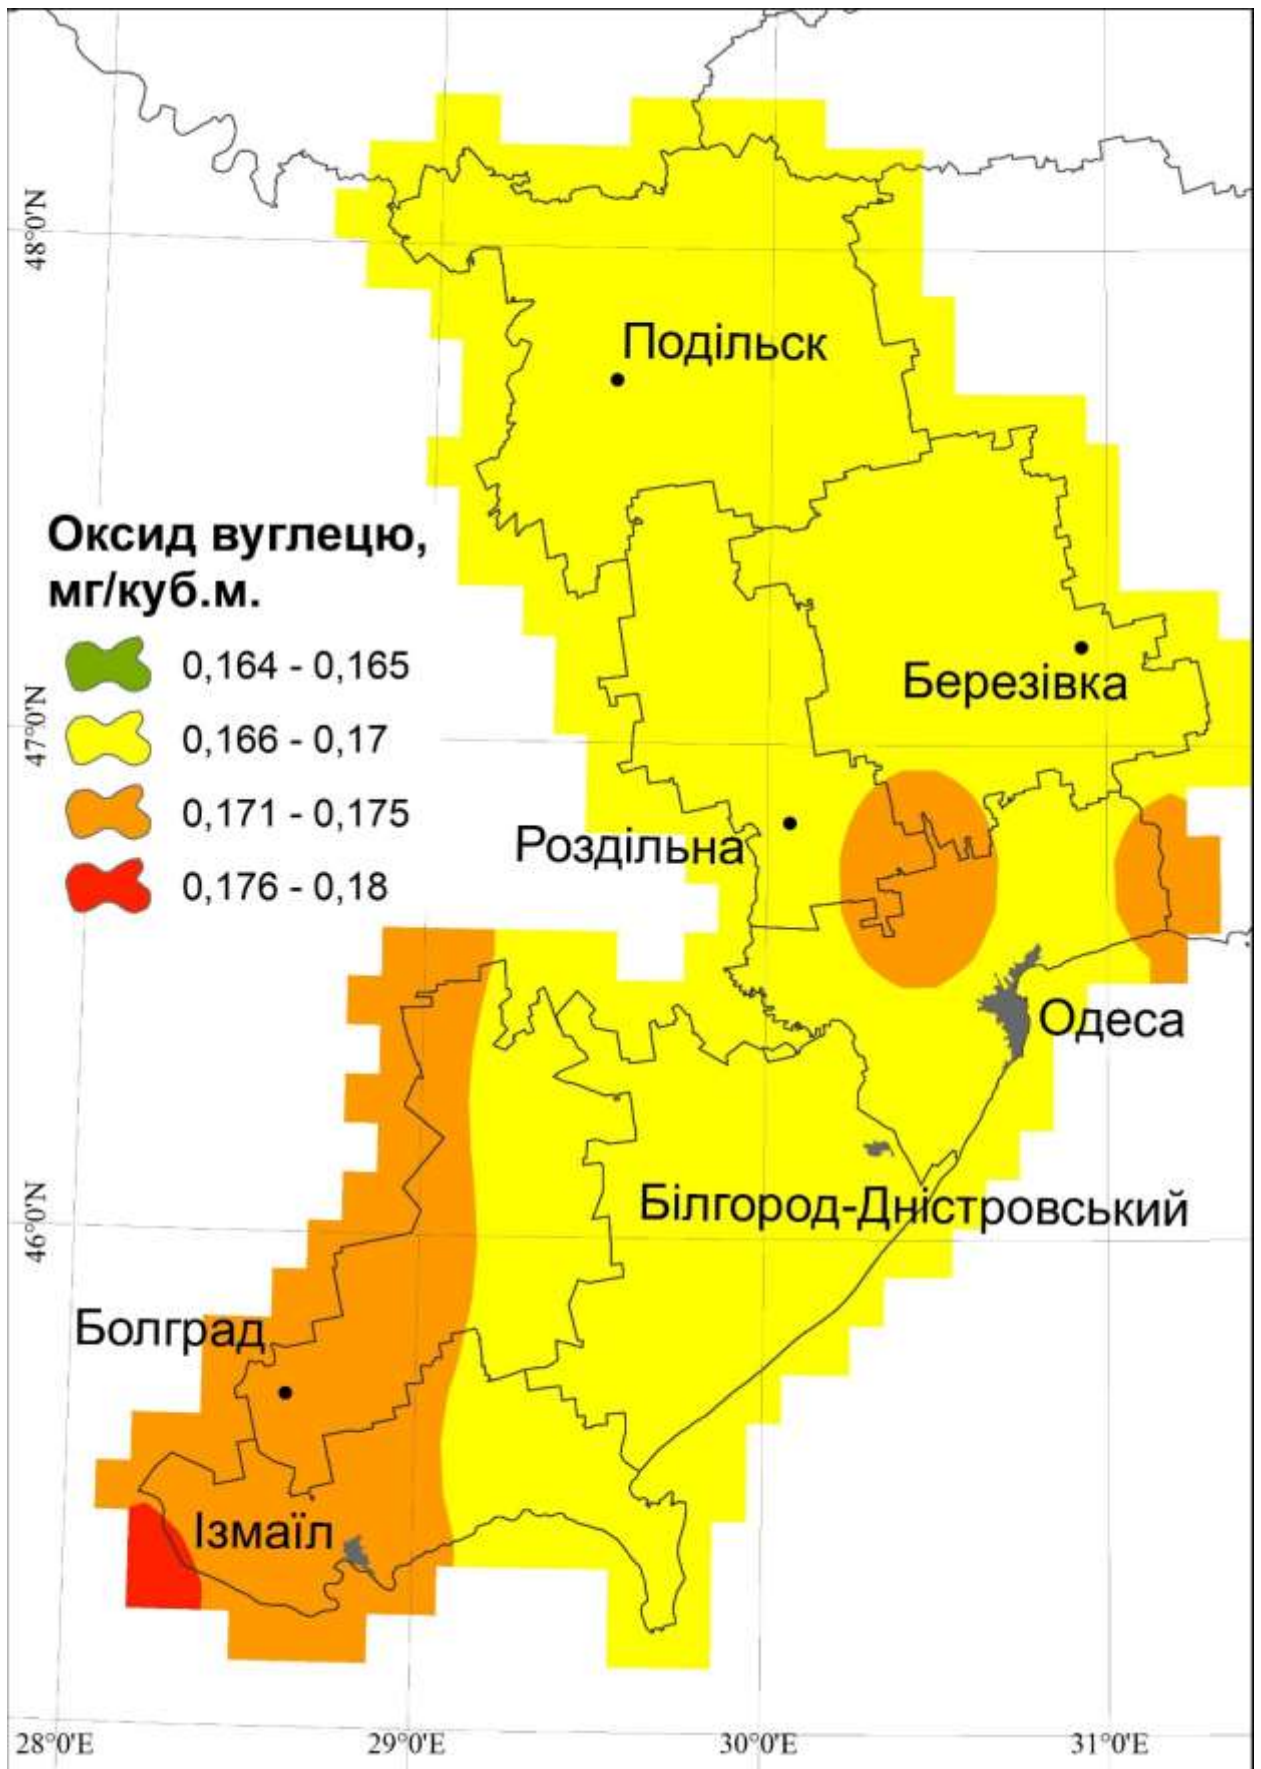 48°0'N
Подільск
Оксид вуглецю,
мг/куб.м.
0,164 - 0,165
0,166 - 0,17
0,171 - 0,175
0,176 - 0,18
Березівка
47°0'N
Роздільна
Одеса
46°0'N
Білгород-Дністровський
Болград
Ізмаїл
28°0'E 29°0'E 30°0'E 31°0'E